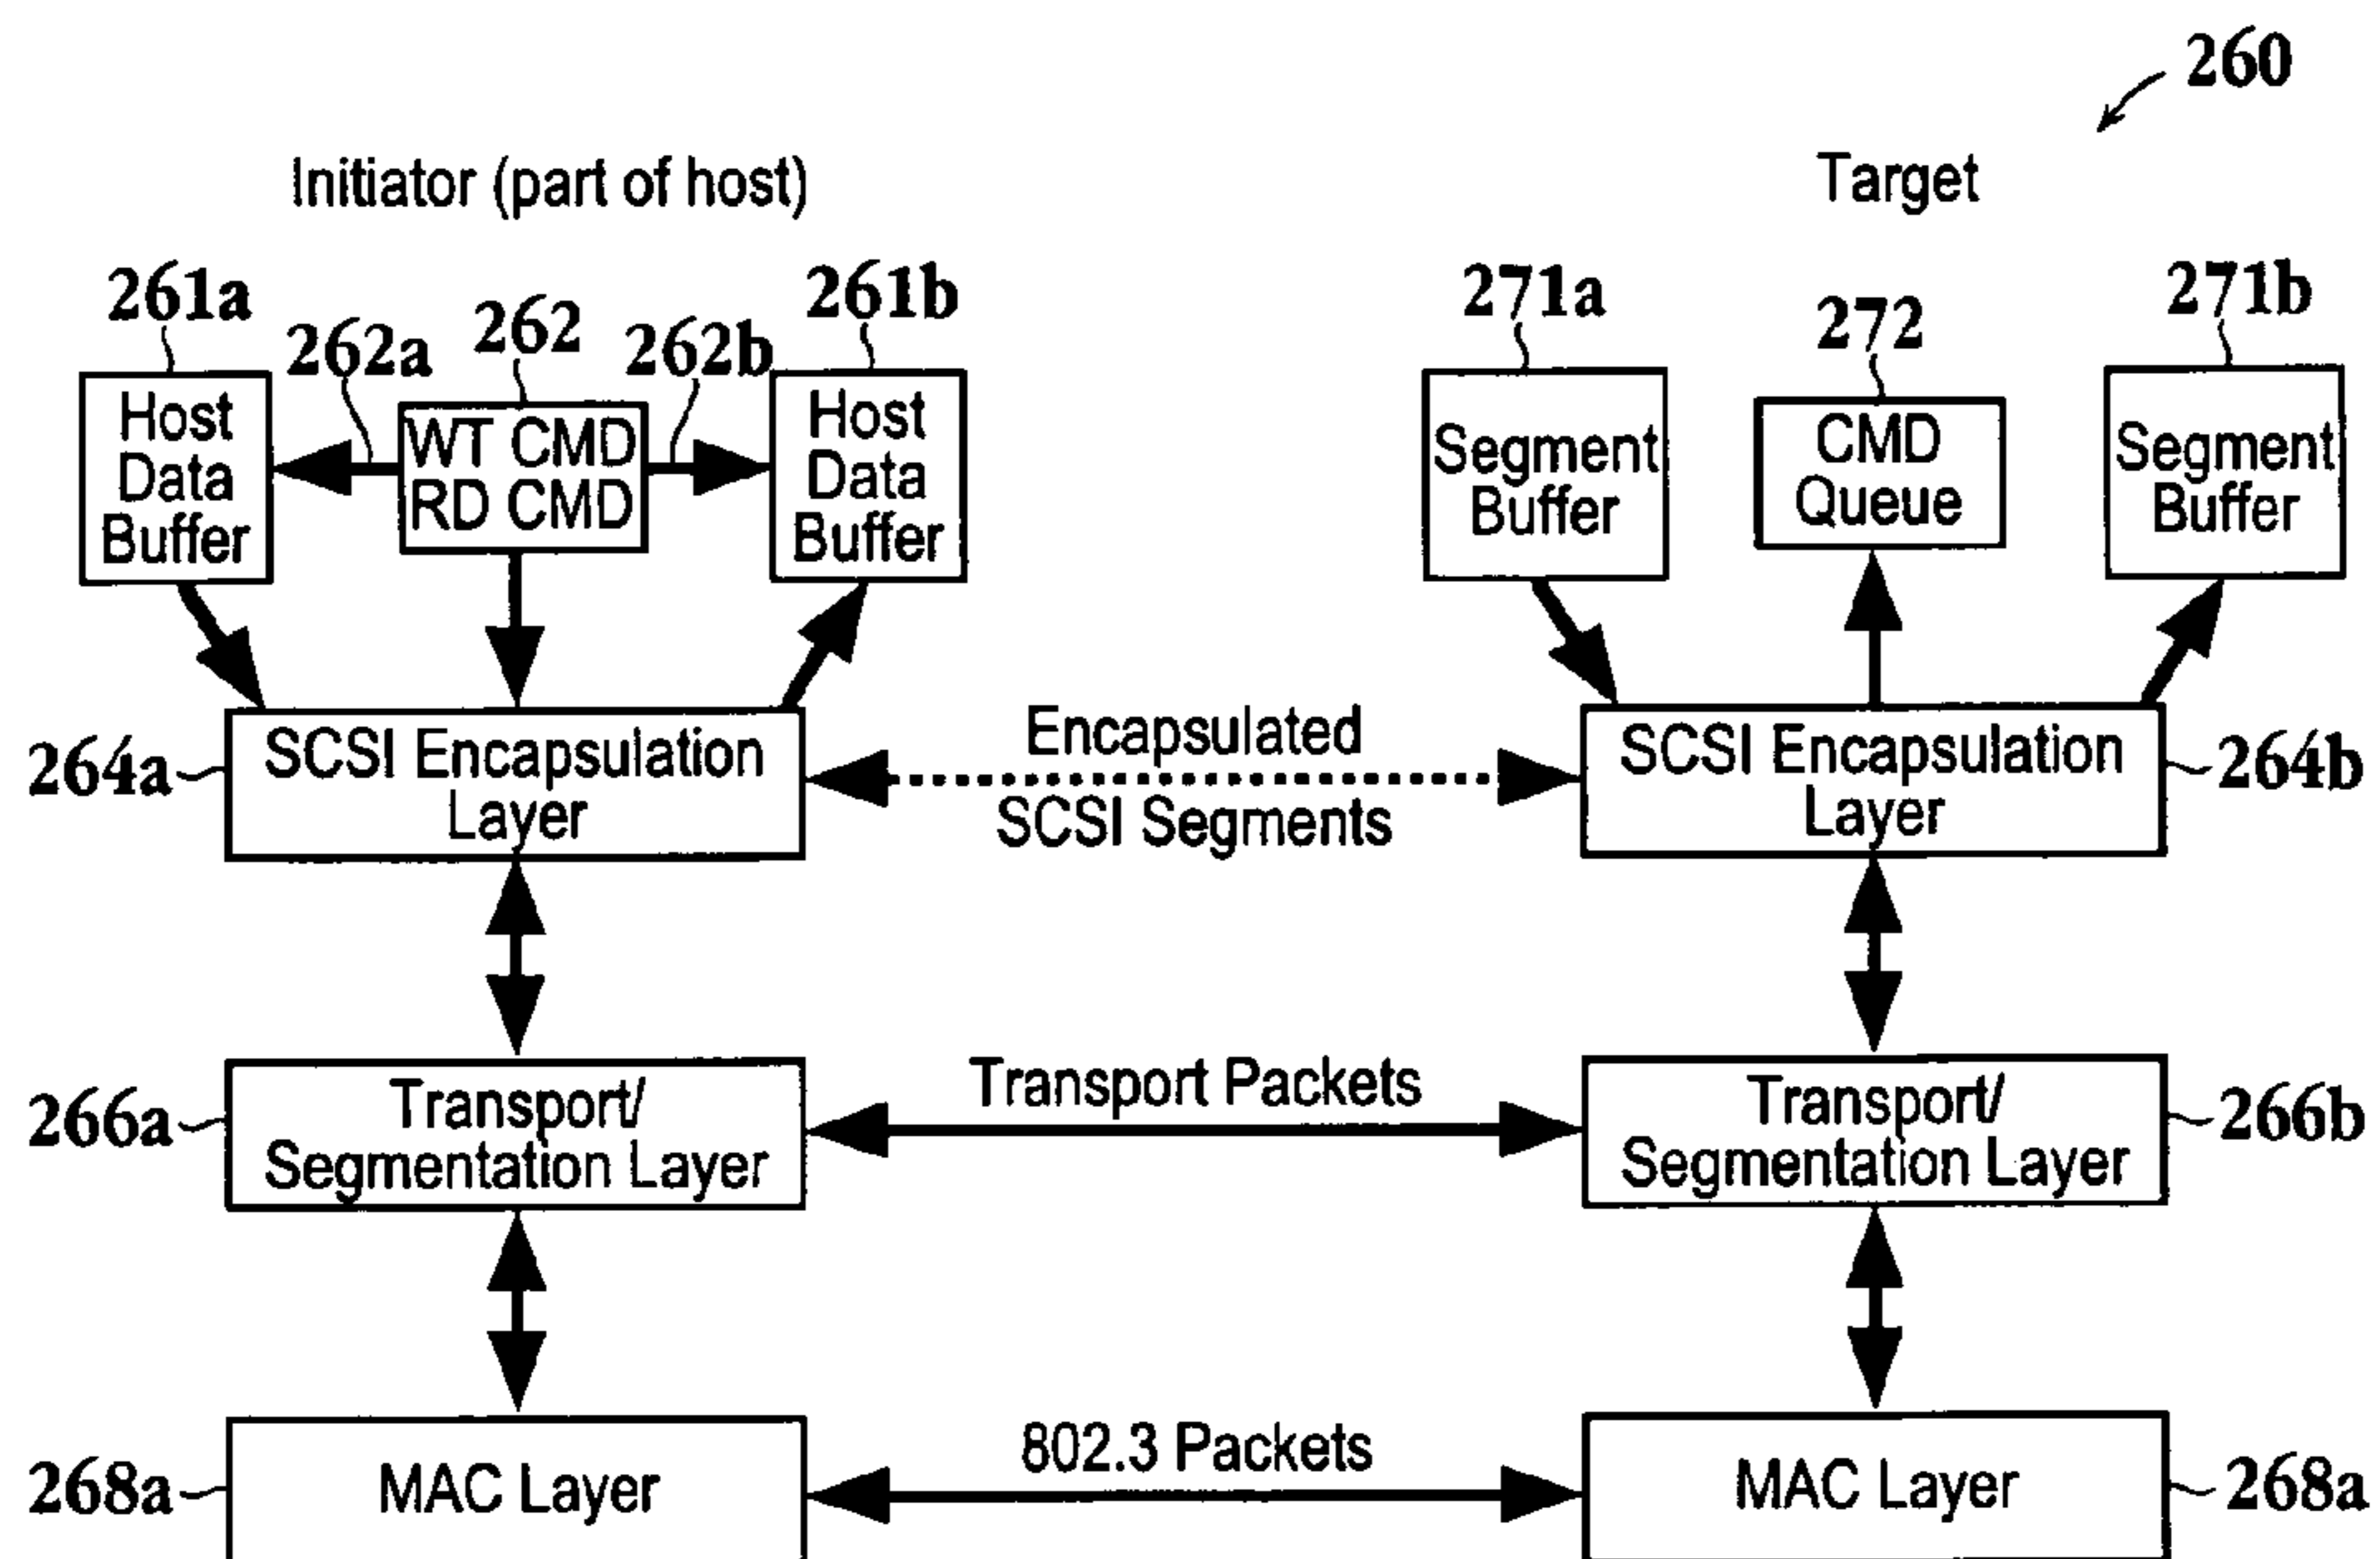 260
Initiator (part of host)
Target
261a
262a
262
262b
261b
271a
272
271b
Host
Data
Buffer
WT CMD
RD CMD
Host
Data
Buffer
Segment
Buffer
CMD
Queue
Segment
Buffer
264a
SCSI Encapsulation
Layer
Encapsulated
SCSI Segments
SCSI Encapsulation
Layer
264b
266a
Transport/
Segmentation Layer
Transport Packets
Transport/
Segmentation Layer
266b
268a
MAC Layer
802.3 Packets
MAC Layer
268a